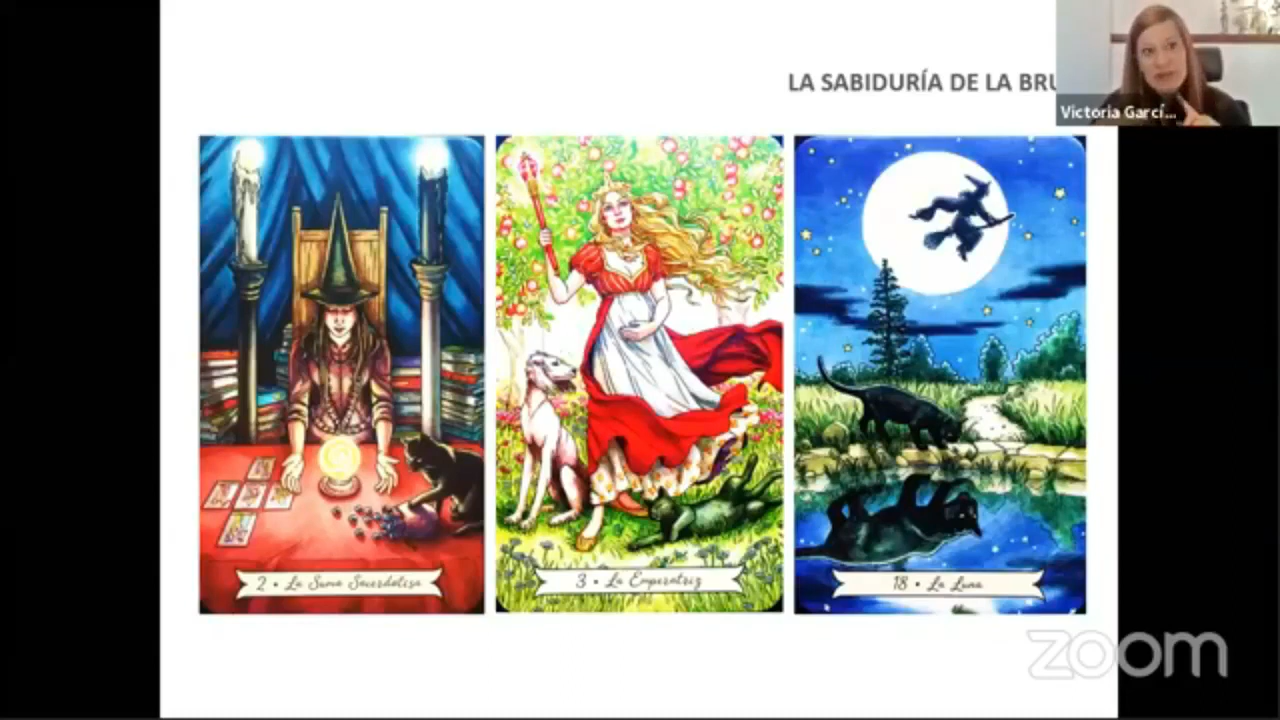 LA SABIDURÍA DE LA BRU
Victoria Garcí...
2 • La Suma Sacerdotisa
3 • La Emperatriz
18 • La Luna
zoom